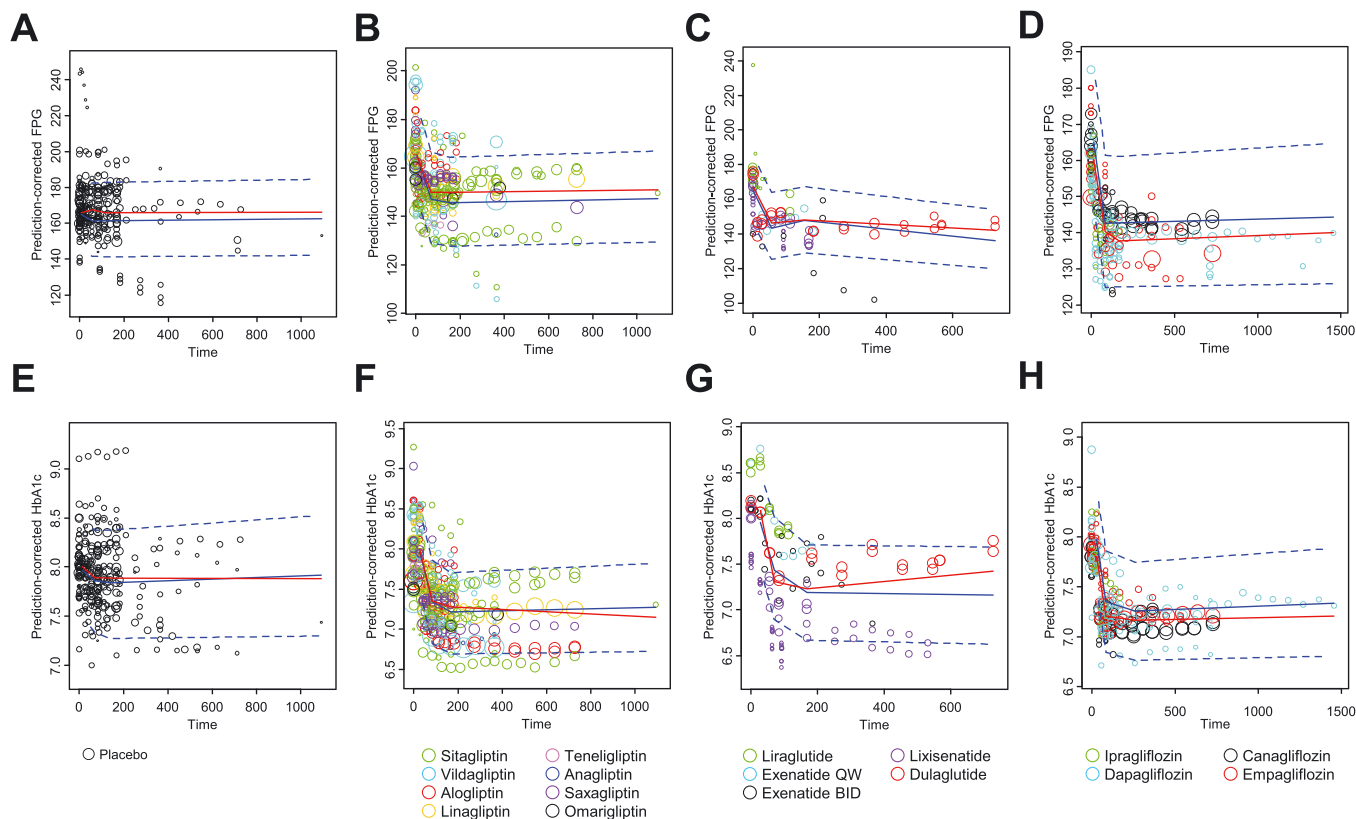 A
B
C
D
Prediction-corrected FPG
120 140 160 180 200 220 240
0 200 400 600 800 1000
Time
Prediction-corrected FPG
100 120 140 160 180 200
0 200 400 600 800 1000
Time
Prediction-corrected FPG
100 120 140 160 180 200 220 240
0 200 400 600
Time
Prediction-corrected FPG
120 130 140 150 160 170 180 190
0 500 1000 1500
Time
E
F
G
H
Prediction-corrected HbA1c
7.0 7.5 8.0 8.5 9.0
0 200 400 600 800 1000
Time
Prediction-corrected HbA1c
6.5 7.0 7.5 8.0 8.5 9.0 9.5
0 200 400 600 800 1000
Time
Prediction-corrected HbA1c
6.5 7.0 7.5 8.0 8.5 9.0
0 200 400 600
Time
Prediction-corrected HbA1c
6.5 7.0 7.5 8.0 8.5 9.0
0 500 1000 1500
Time
Placebo
Sitagliptin
Vildagliptin
Alogliptin
Linagliptin
Teneligliptin
Anagliptin
Saxagliptin
Omarigliptin
Liraglutide
Exenatide QW
Exenatide BID
Lixisenatide
Dulaglutide
Ipragliflozin
Dapagliflozin
Canagliflozin
Empagliflozin